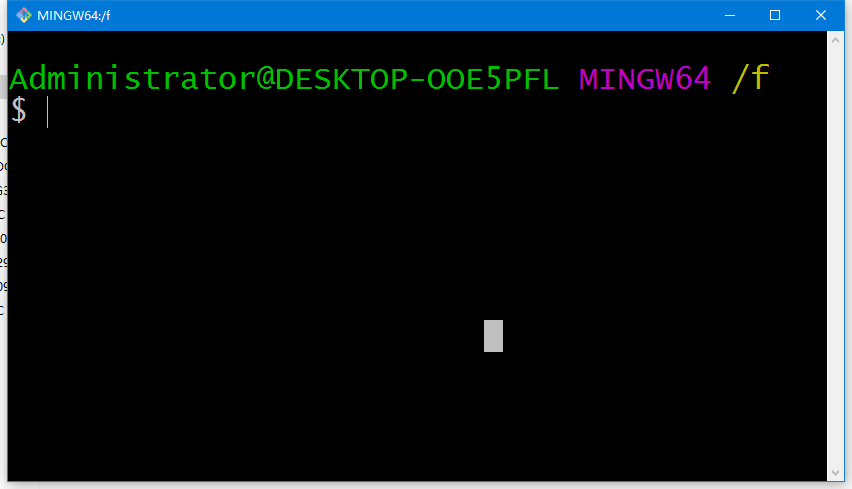 MINGW64:/f
Administrator@DESKTOP-OOE5PFL MINGW64 /f
$